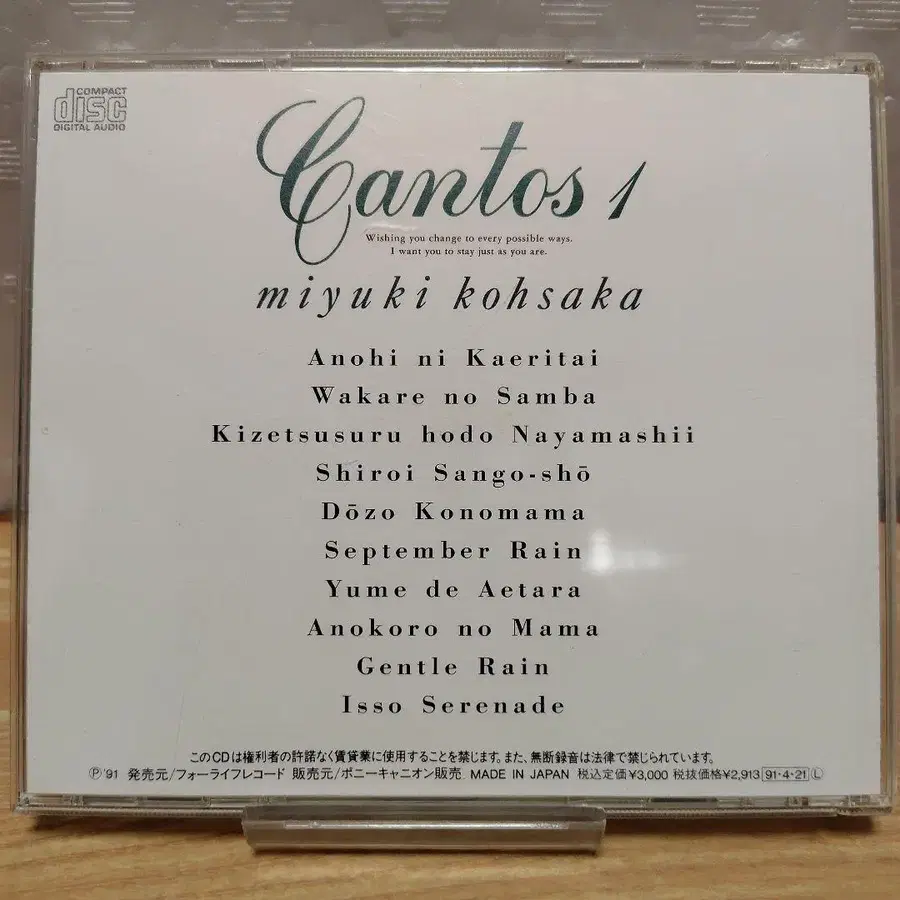 COMPACT
disc
DIGITAL AUDIO
Cantos 1
Wishing you change to every possible ways.
I want you to stay just as you are.
miyuki kohsaka
Anohi ni Kaeritai
Wakare no Samba
Kizetsusuru hodo Nayamashii
Shiroi Sango-shō
Dōzo Konomama
September Rain
Yume de Aetara
Anokoro no Mama
Gentle Rain
Isso Serenade
このCDは権利者の許諾なく賃貸業に使用することを禁じます。また、無断録音は法律で禁じられています。
Ⓟ'91 発売元/フォーライフレコード 販売元/ポニーキャニオン販売 MADE IN JAPAN 税込定価¥3,000 税抜価格¥2,913 91・4・21 Ⓛ